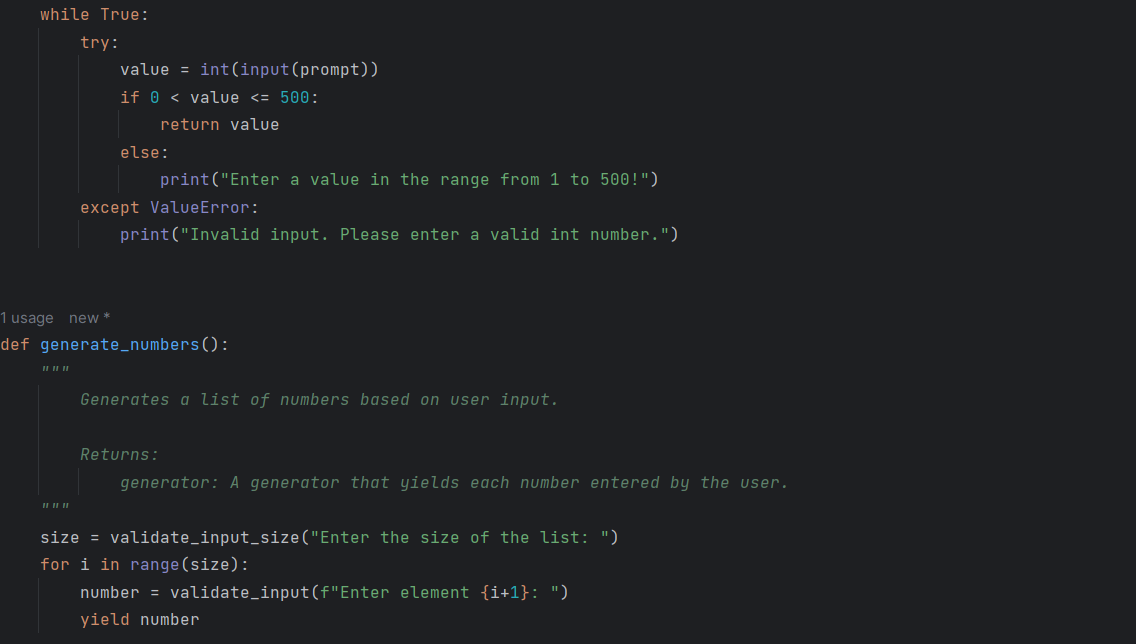 while True:
try:
value = int(input(prompt))
if 0 < value <= 500:
return value
else:
print("Enter a value in the range from 1 to 500!")
except ValueError:
print("Invalid input. Please enter a valid int number.")
1 usage new *
def generate_numbers():
"""
Generates a list of numbers based on user input.
Returns:
generator: A generator that yields each number entered by the user.
"""
size = validate_input_size("Enter the size of the list: ")
for i in range(size):
number = validate_input(f"Enter element {i+1}: ")
yield number